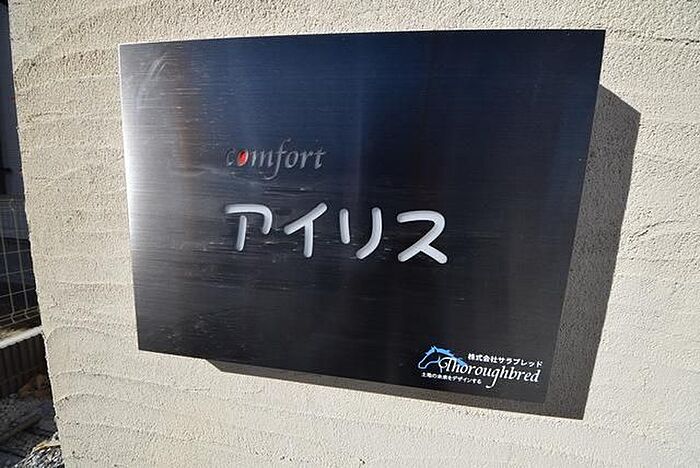 comfort
アイリス
株式会社サラブレッド
Thoroughbred
土地の未来をデザインする